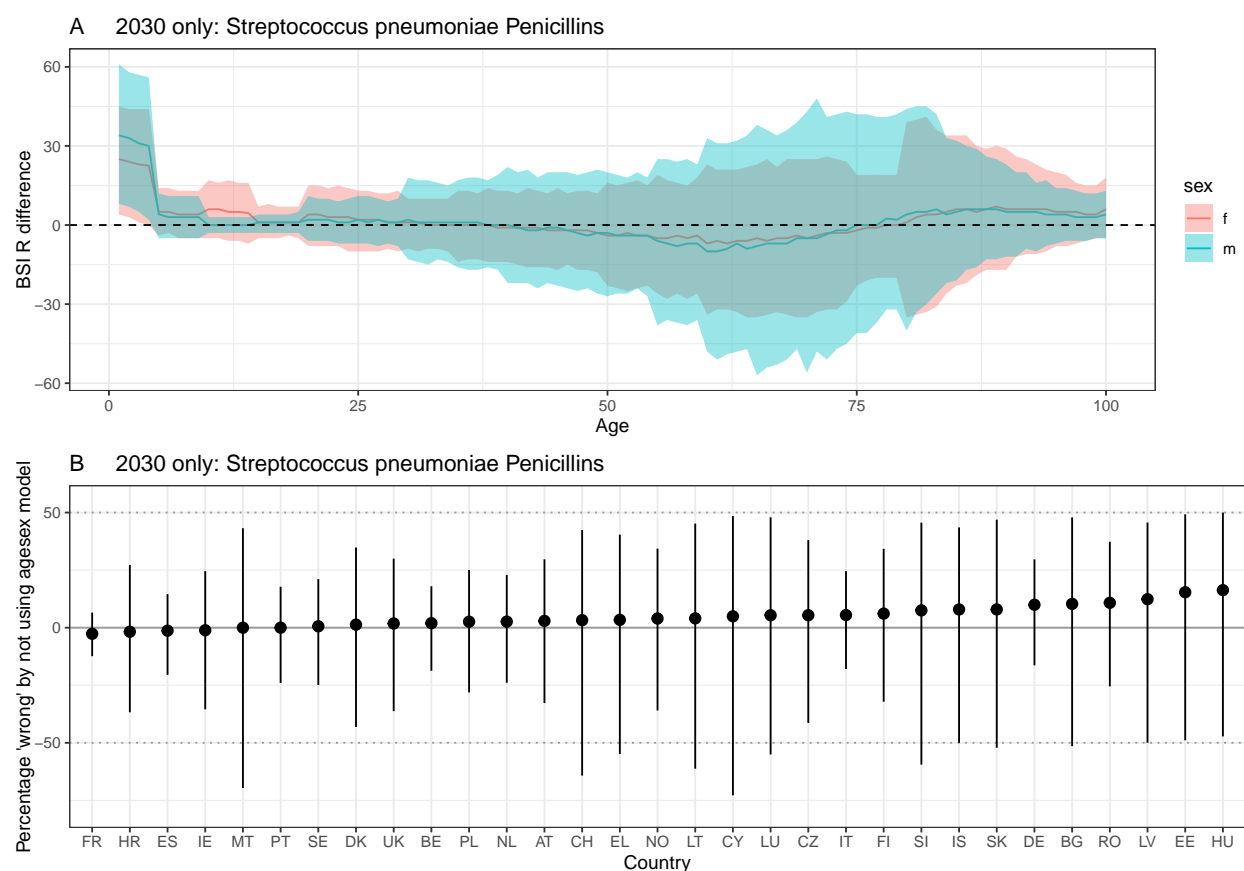 A 2030 only: Streptococcus pneumoniae Penicillins
60
30
0
−30
−60
BSI R difference
0 25 50 75 100
Age
sex
f
m
B 2030 only: Streptococcus pneumoniae Penicillins
50
0
−50
Percentage 'wrong' by not using agesex model
FR HR ES IE MT PT SE DK UK BE PL NL AT CH EL NO LT CY LU CZ IT FI SI IS SK DE BG RO LV EE HU
Country